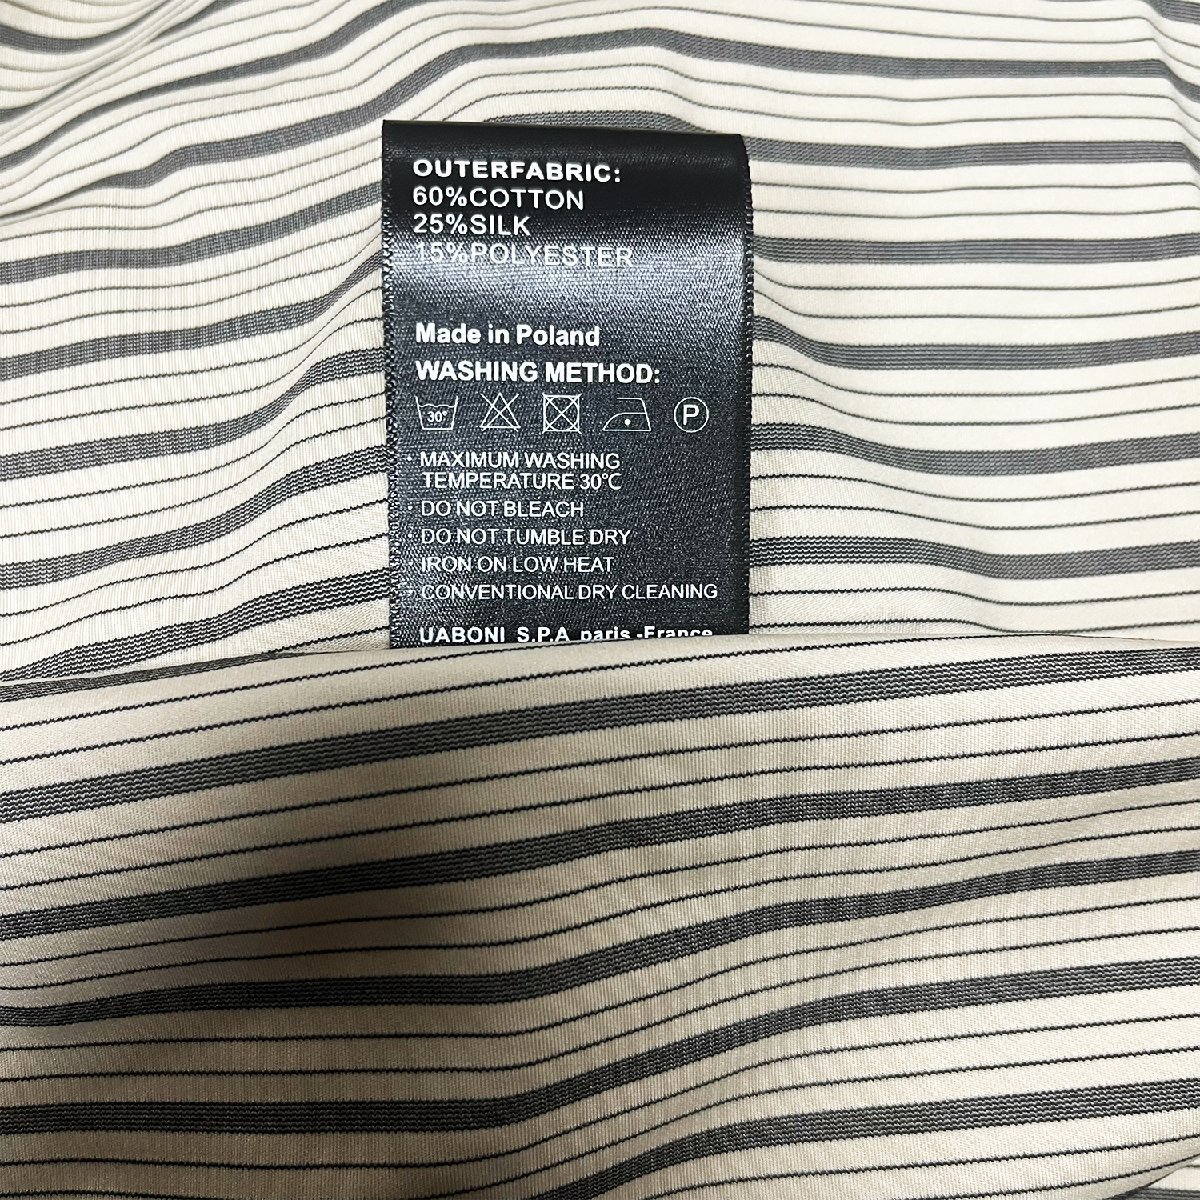 OUTERFABRIC:
60%COTTON
25%SILK
15%POLYESTER
Made in Poland
WASHING METHOD:
30° P
· MAXIMUM WASHING
TEMPERATURE 30℃
· DO NOT BLEACH
· DO NOT TUMBLE DRY
· IRON ON LOW HEAT
· CONVENTIONAL DRY CLEANING
UABONI S.P.A paris -France